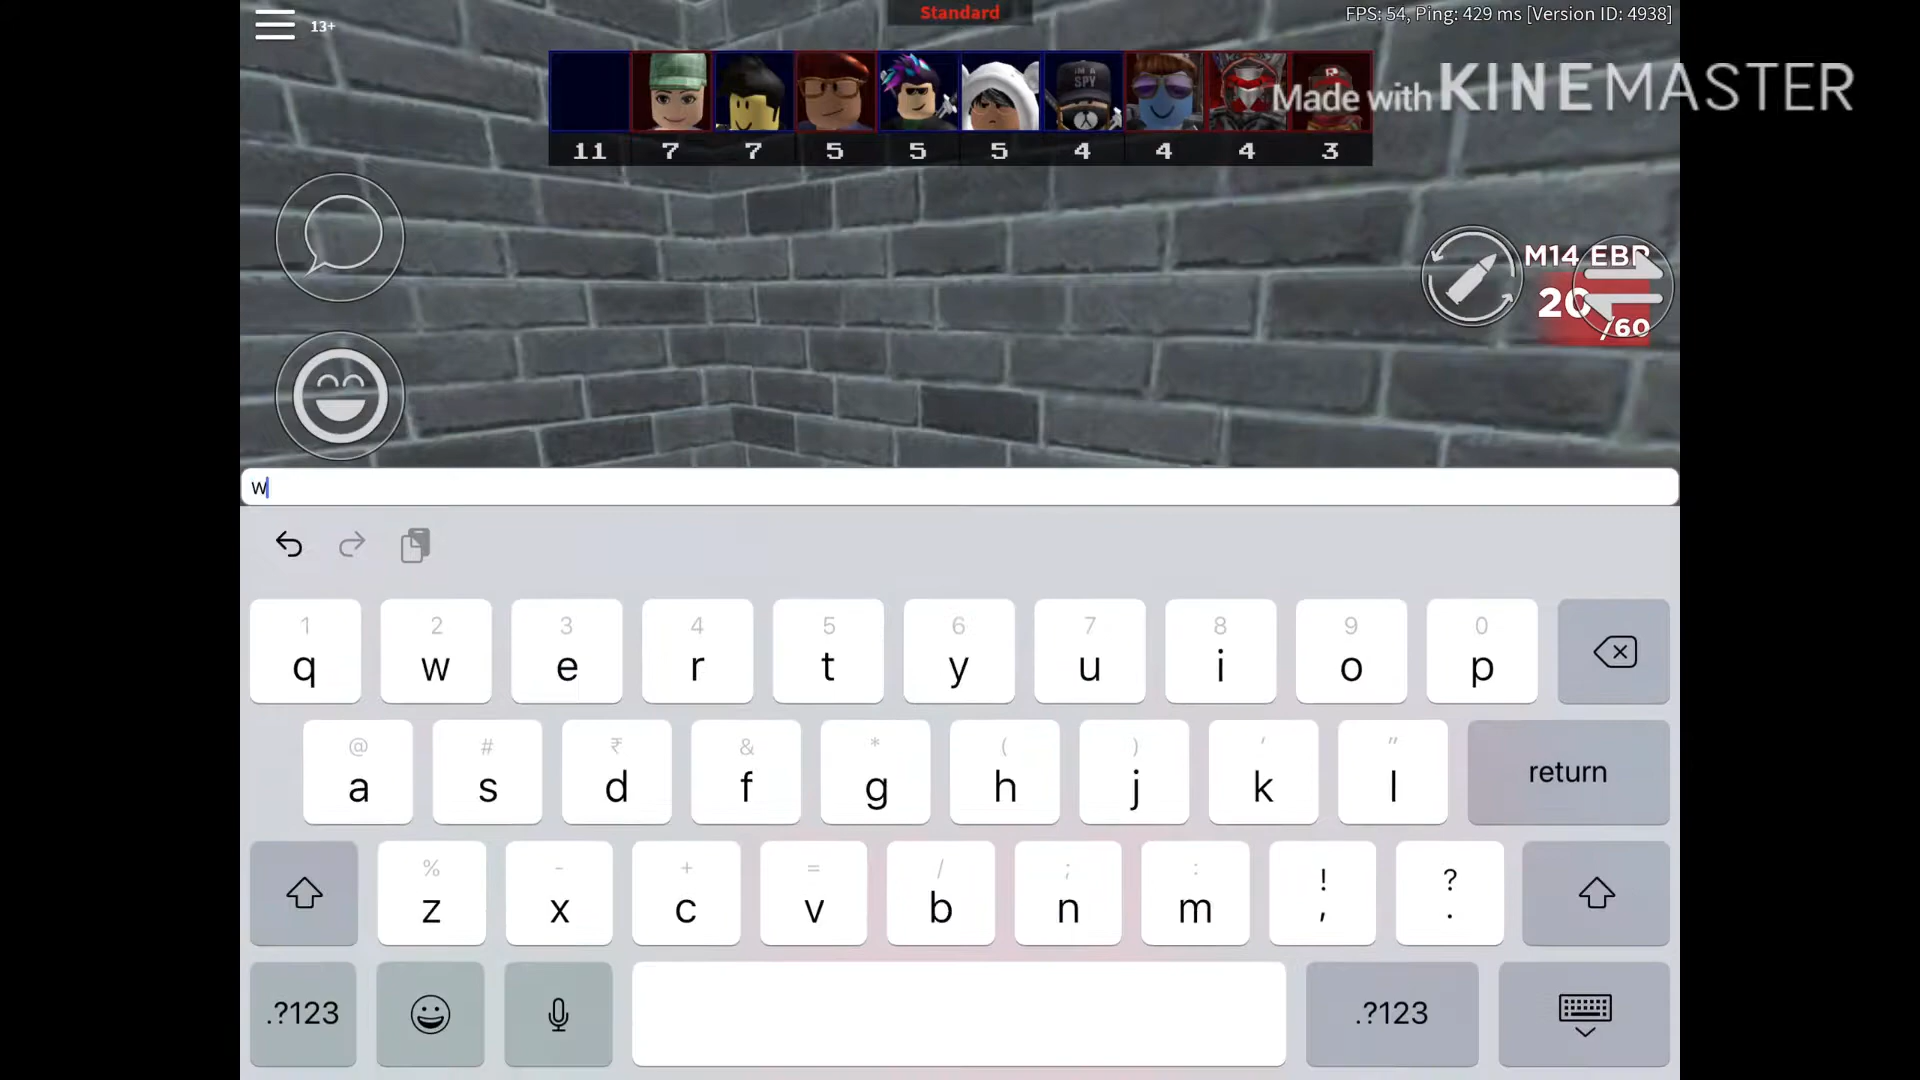 13+
Standard
FPS: 54, Ping: 429 ms [Version ID: 4938]
Made with KINEMASTER
I'M A
SPY
11 7 7 5 5 5 4 4 4 3
M14 EBR
20
/60
w
1 2 3 4 5 6 7 8 9 0
q w e r t y u i o p
@ # ₹ & * ( ) ' "
a s d f g h j k l return
% - + = / ; : ! ?
z x c v b n m , .
.?123 .?123